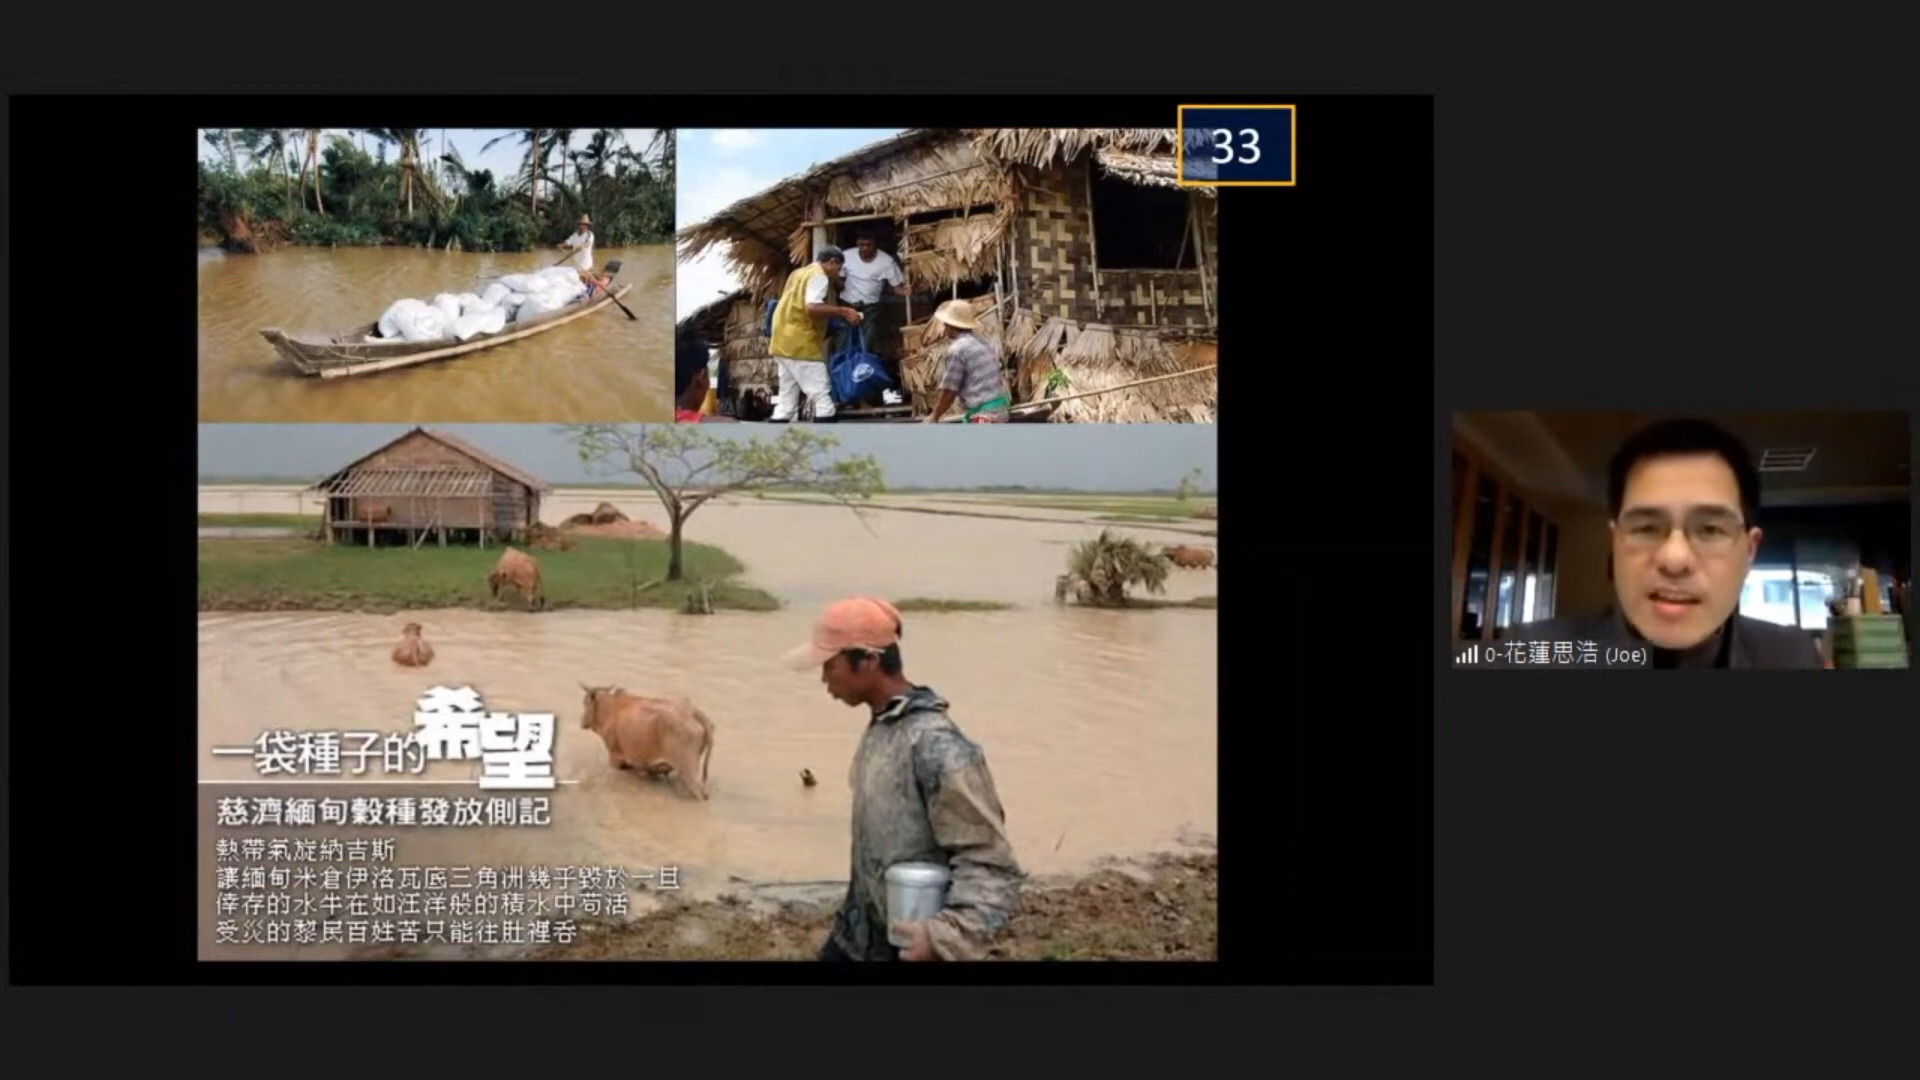 33
一袋種子的希望
慈濟緬甸穀種發放側記
熱帶氣旋納吉斯
讓緬甸米倉伊洛瓦底三角洲幾乎毀於一旦
倖存的水牛在如汪洋般的積水中苟活
受災的黎民百姓苦只能往肚裡吞
0-花蓮思浩 (Joe)